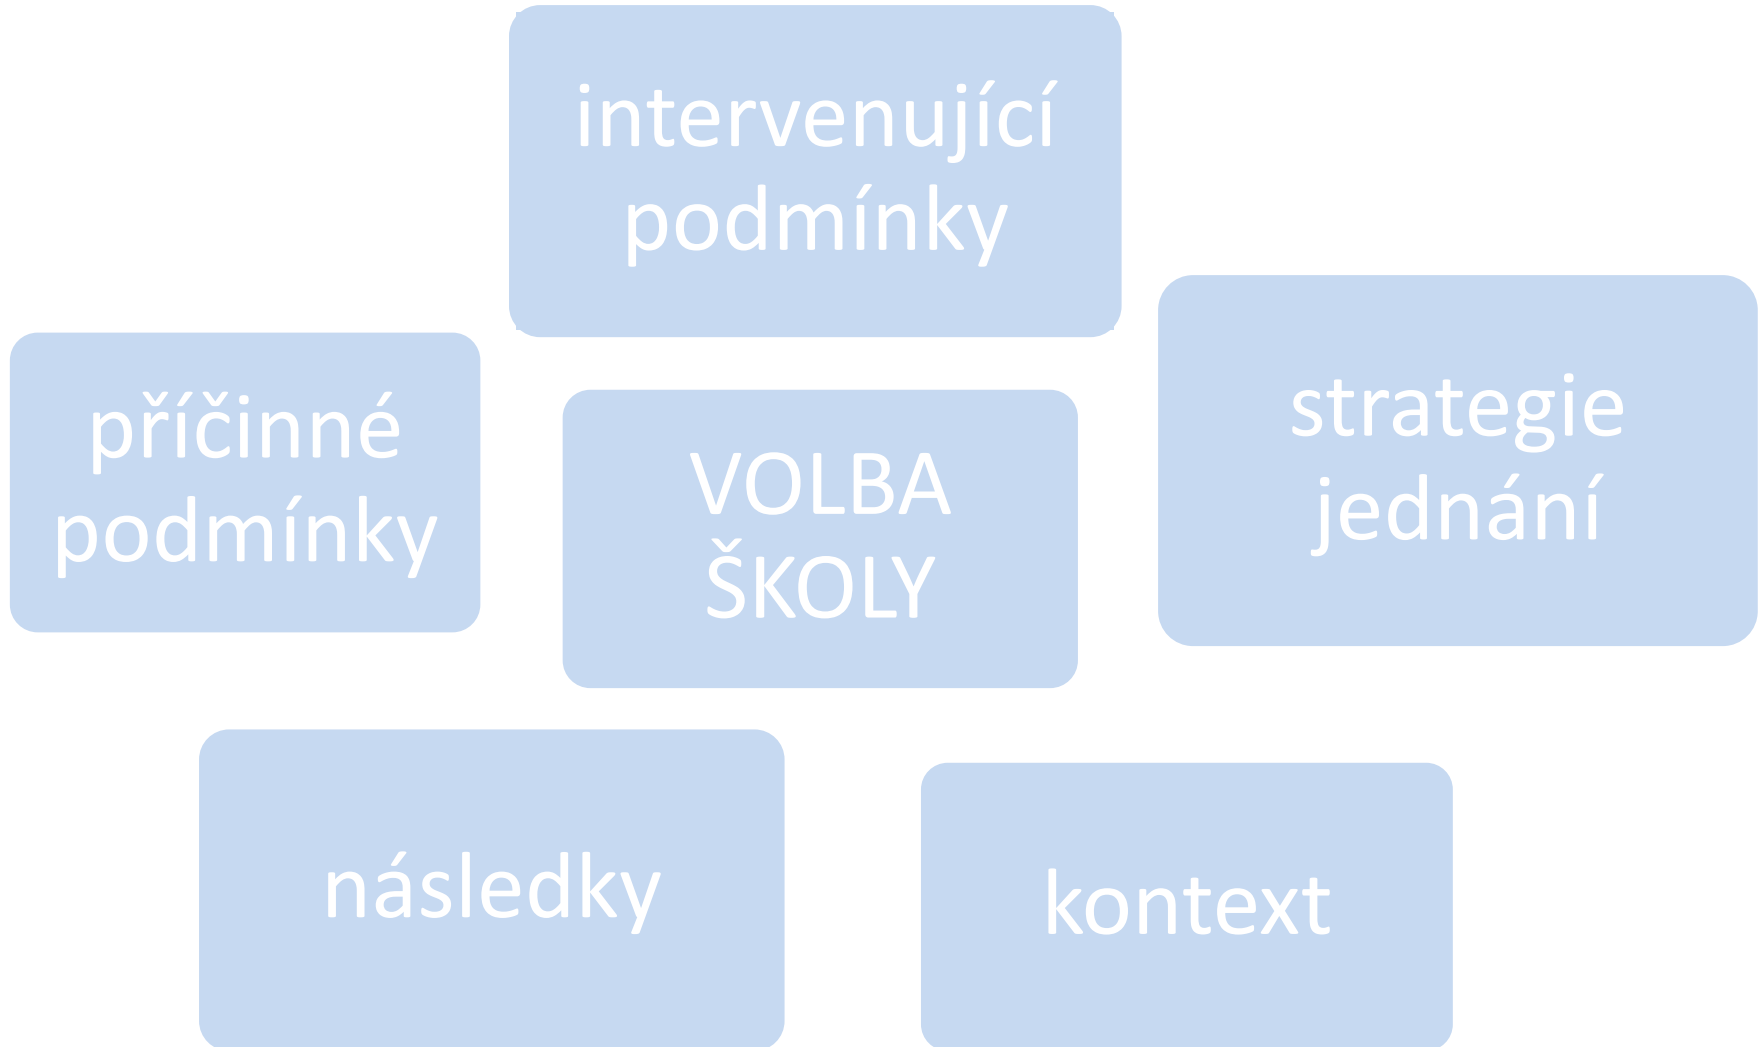 intervenující
podmínky
příčinné
podmínky
VOLBA
ŠKOLY
strategie
jednání
následky
kontext